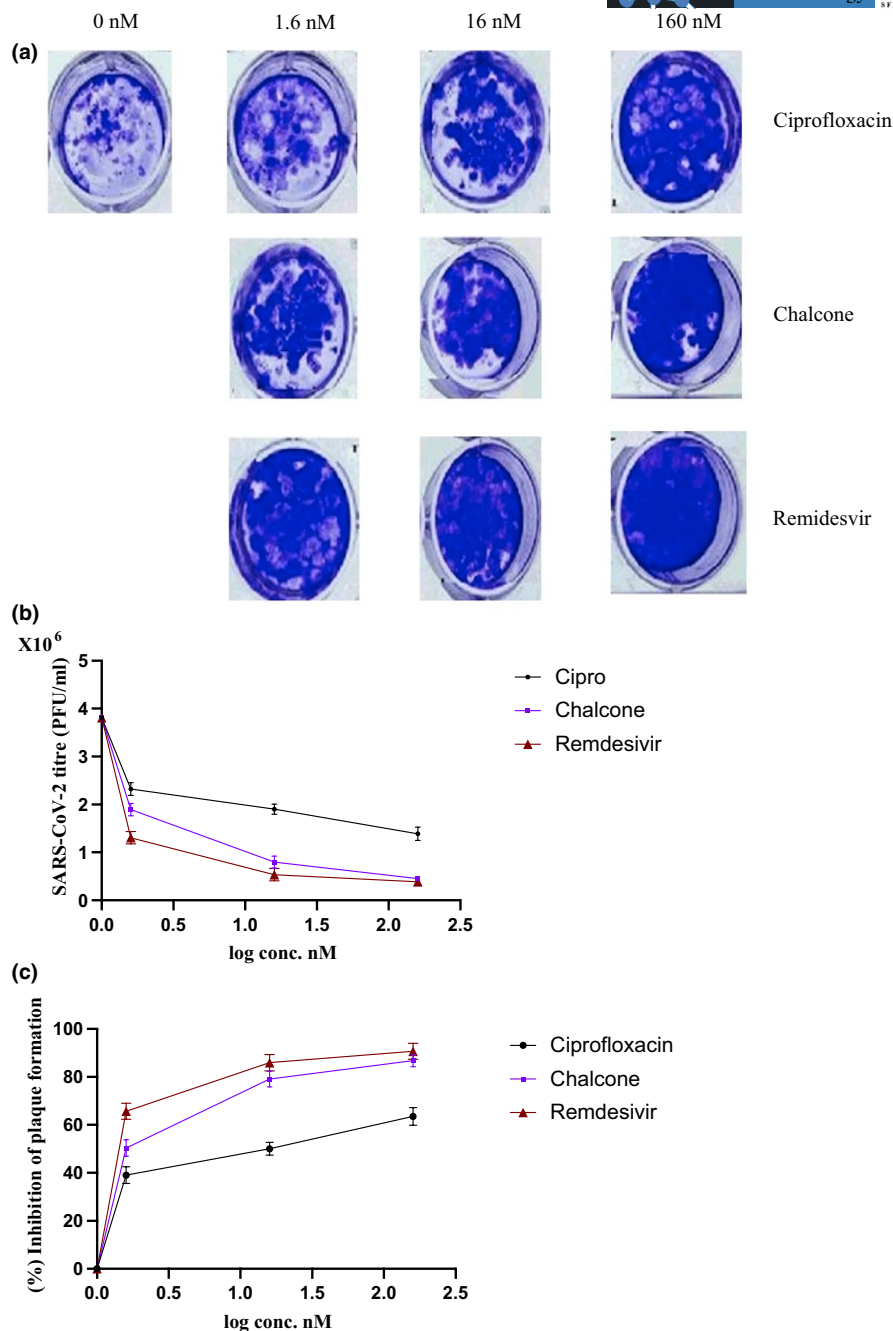 0 nM 1.6 nM 16 nM 160 nM
(a)
Ciprofloxacin
Chalcone
Remidesvir
(b)
X10 6
SARS-CoV-2 titre (PFU/ml)
5
4
3
2
1
0
0.0 0.5 1.0 1.5 2.0 2.5
log conc. nM
Cipro
Chalcone
Remdesivir
(c)
(%) Inhibition of plaque formation
100
80
60
40
20
0
0.0 0.5 1.0 1.5 2.0 2.5
log conc. nM
Ciprofloxacin
Chalcone
Remdesivir